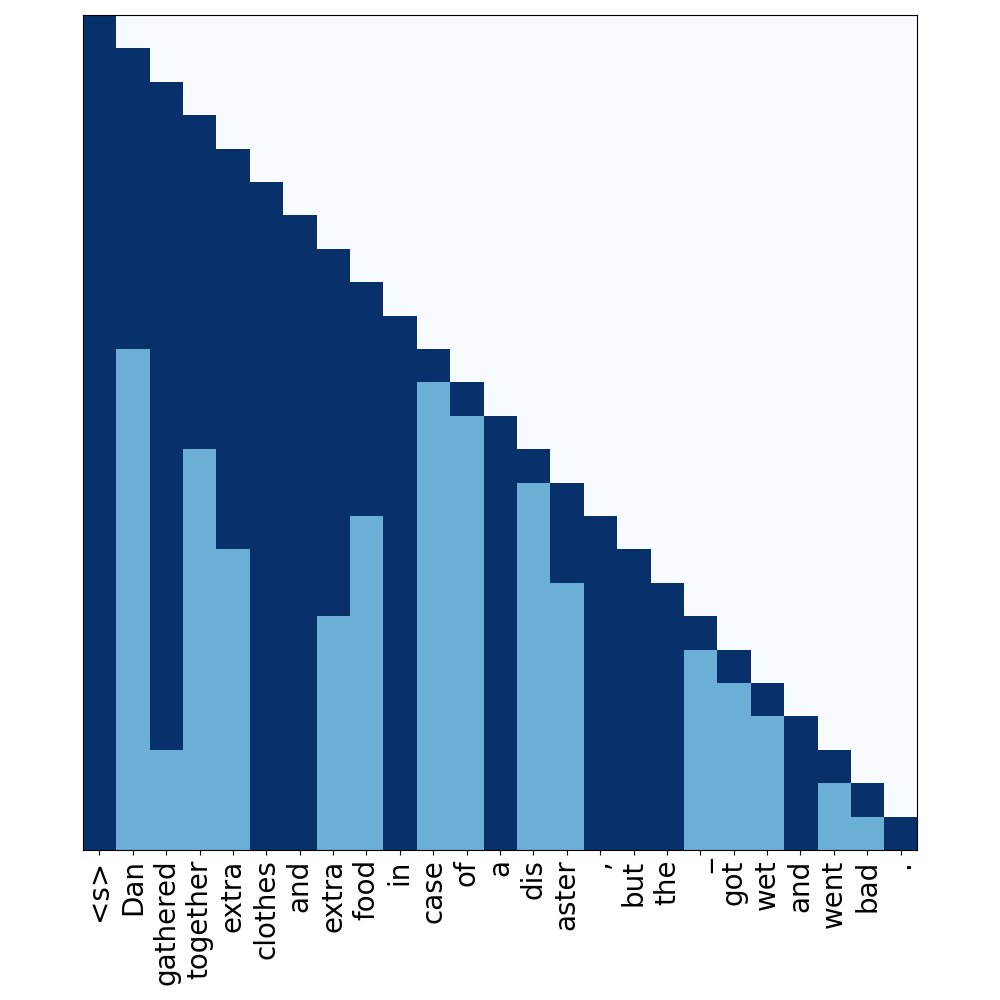 <s> Dan gathered together extra clothes and extra food in case of a dis aster , but the _ got wet and went bad .